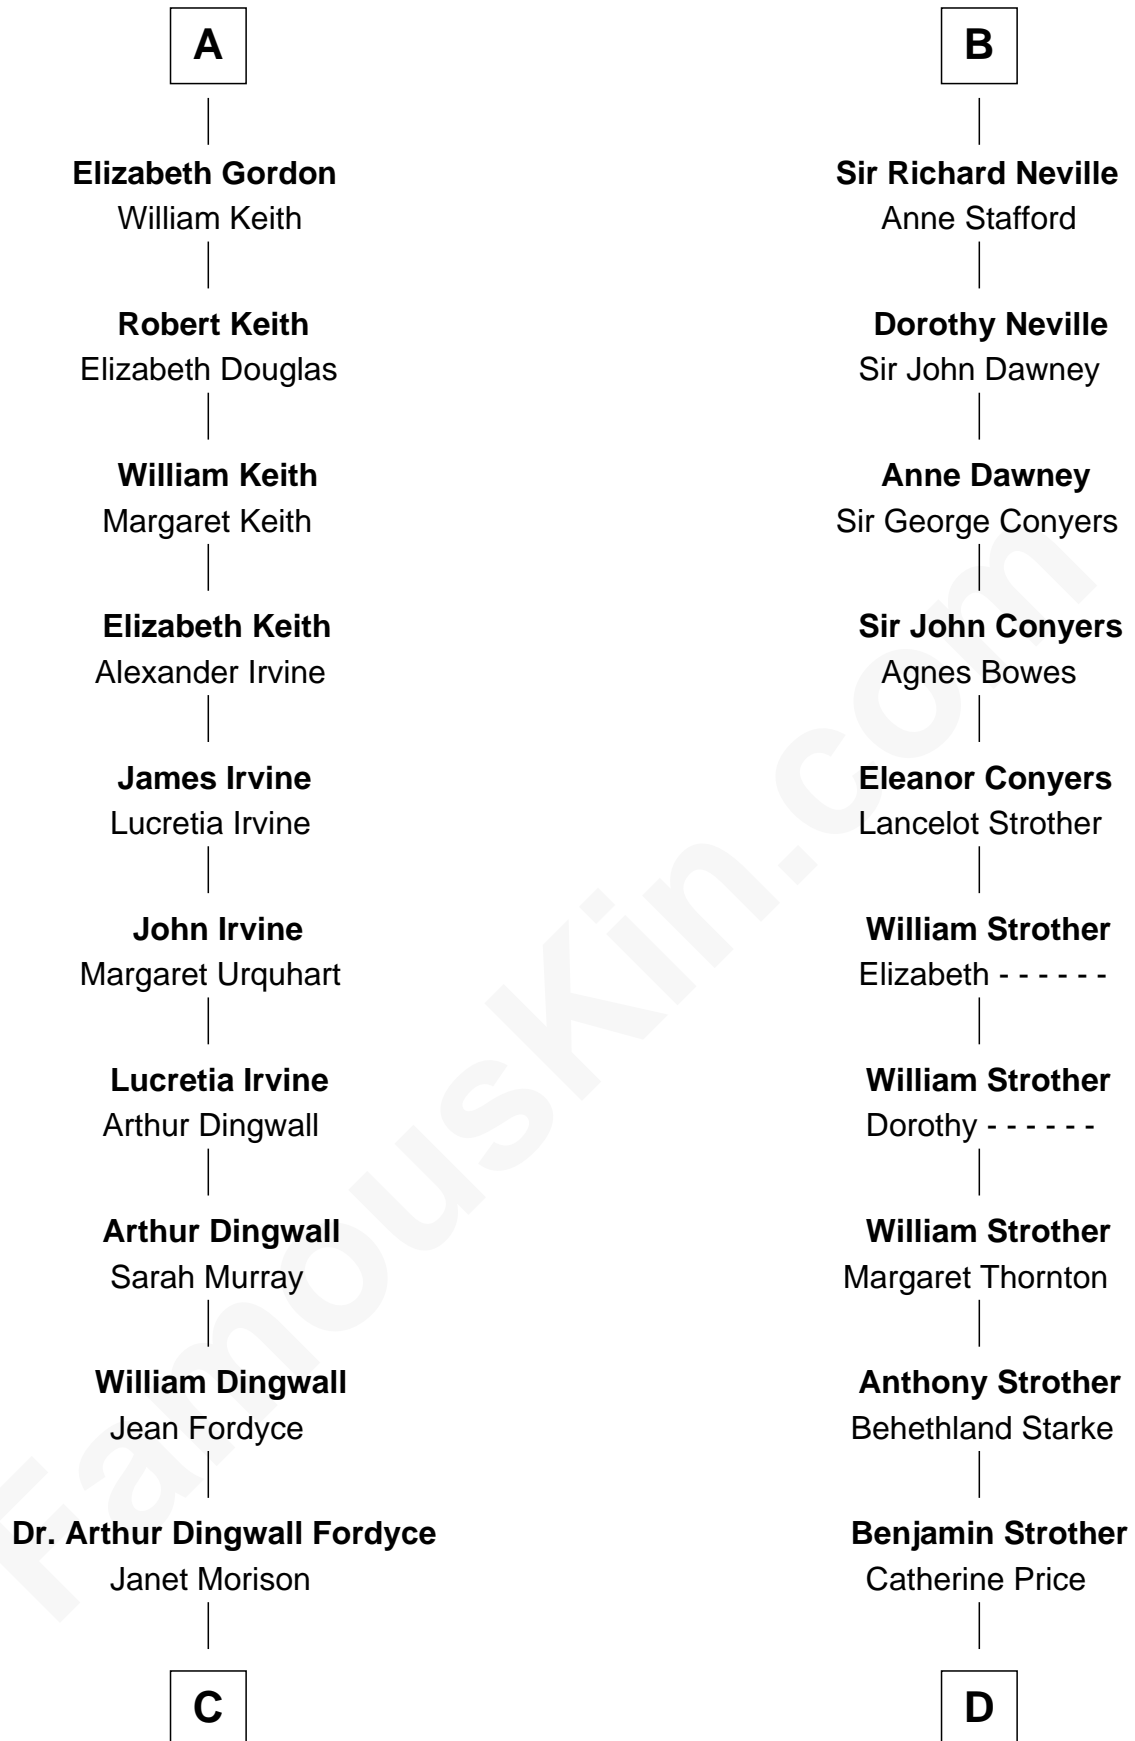 A
Elizabeth Gordon
William Keith
Robert Keith
Elizabeth Douglas
William Keith
Margaret Keith
Elizabeth Keith
Alexander Irvine
James Irvine
Lucretia Irvine
John Irvine
Margaret Urquhart
Lucretia Irvine
Arthur Dingwall
Arthur Dingwall
Sarah Murray
William Dingwall
Jean Fordyce
Dr. Arthur Dingwall Fordyce
Janet Morison
C
B
Sir Richard Neville
Anne Stafford
Dorothy Neville
Sir John Dawney
Anne Dawney
Sir George Conyers
Sir John Conyers
Agnes Bowes
Eleanor Conyers
Lancelot Strother
William Strother
Elizabeth - - - - - -
William Strother
Dorothy - - - - - -
William Strother
Margaret Thornton
Anthony Strother
Behethland Starke
Benjamin Strother
Catherine Price
D
FamousKin.com